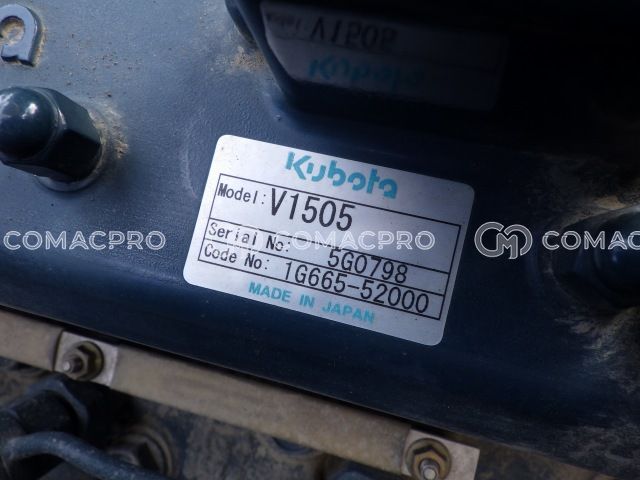 Kubota
Model: V1505
Serial No: 5G0798
Code No: 1G665-52000
MADE IN JAPAN
COMACPRO COMACPRO COMACPRO